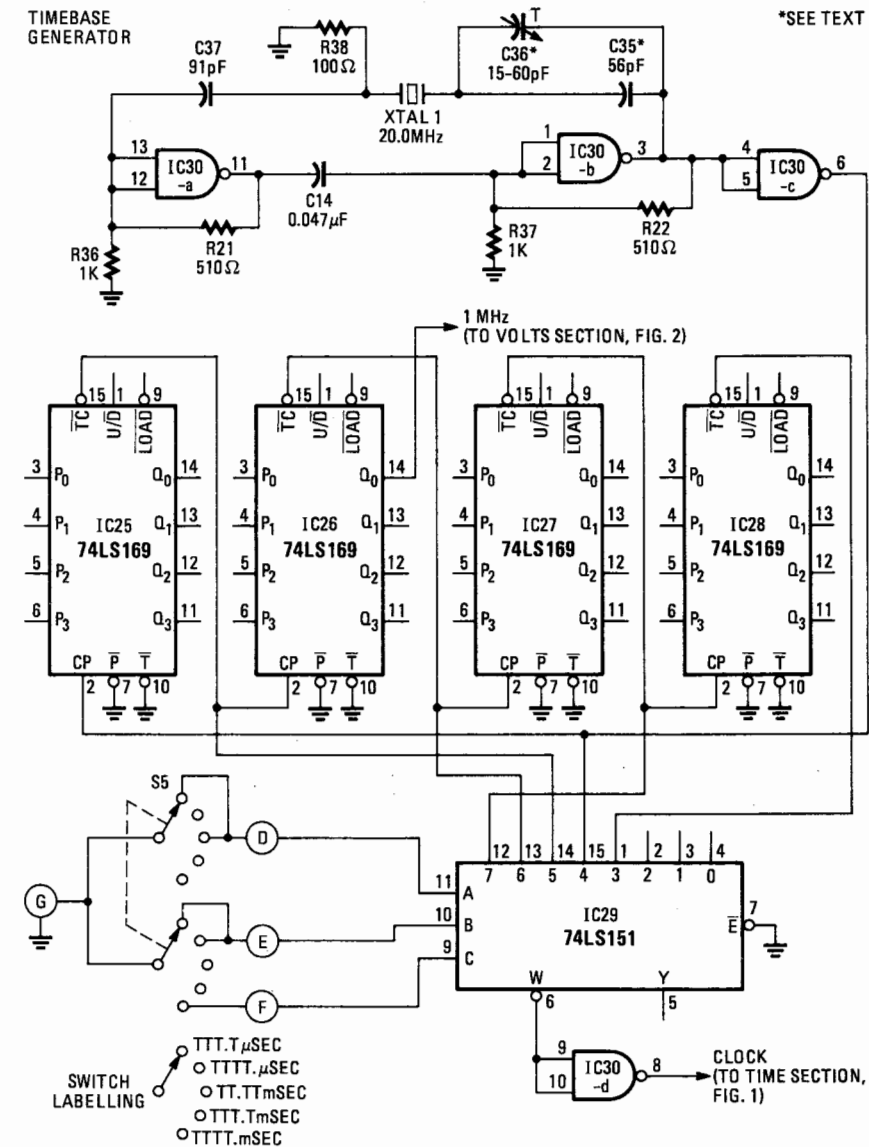 TIMEBASE
GENERATOR
*SEE TEXT
C37
91pF
R38
100Ω
T
C36*
15-60pF
C35*
56pF
XTAL 1
20.0MHz
13
12
IC30
-a
11
C14
0.047µF
1
2
IC30
-b
3
4
5
IC30
-c
6
R36
1K
R21
510Ω
R37
1K
R22
510Ω
1 MHz
(TO VOLTS SECTION, FIG. 2)
15 1 9
TC U/D LOAD
3 P0 Q0 14
4 P1 Q1 13
5 P2 Q2 12
6 P3 Q3 11
IC25
74LS169
CP P T
2 7 10
15 1 9
TC U/D LOAD
3 P0 Q0 14
4 P1 Q1 13
5 P2 Q2 12
6 P3 Q3 11
IC26
74LS169
CP P T
2 7 10
15 1 9
TC U/D LOAD
3 P0 Q0 14
4 P1 Q1 13
5 P2 Q2 12
6 P3 Q3 11
IC27
74LS169
CP P T
2 7 10
15 1 9
TC U/D LOAD
3 P0 Q0 14
4 P1 Q1 13
5 P2 Q2 12
6 P3 Q3 11
IC28
74LS169
CP P T
2 7 10
S5
G
D
E
F
12 13 14 15 1 2 3 4
7 6 5 4 3 2 1 0
11 A
10 B
9 C
IC29
74LS151
E 7
W Y
6 5
9
10
IC30
-d
8
CLOCK
(TO TIME SECTION,
FIG. 1)
SWITCH
LABELLING
TTT.TµSEC
TTTT.µSEC
TT.TTmSEC
TTT.TmSEC
TTTT.mSEC